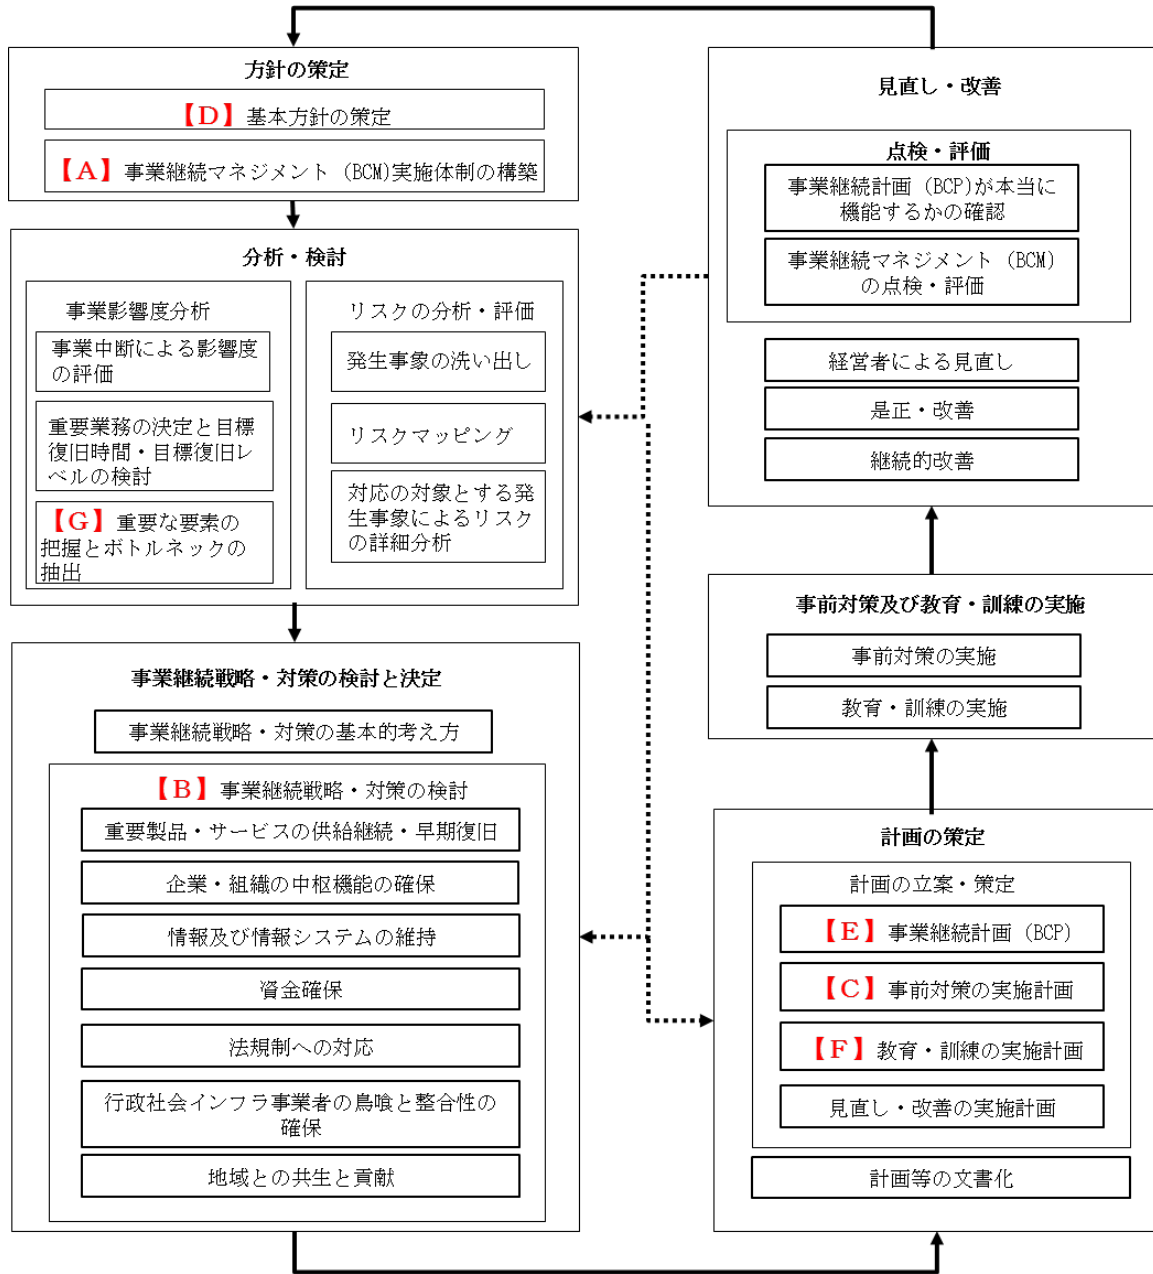 方針の策定
【D】基本方針の策定
【A】事業継続マネジメント (BCM)実施体制の構築
分析・検討
事業影響度分析
事業中断による影響度
の評価
重要業務の決定と目標
復旧時間・目標復旧レ
ベルの検討
【G】重要な要素の
把握とボトルネックの
抽出
リスクの分析・評価
発生事象の洗い出し
リスクマッピング
対応の対象とする発
生事象によるリスク
の詳細分析
事業継続戦略・対策の検討と決定
事業継続戦略・対策の基本的考え方
【B】事業継続戦略・対策の検討
重要製品・サービスの供給継続・早期復旧
企業・組織の中枢機能の確保
情報及び情報システムの維持
資金確保
法規制への対応
行政社会インフラ事業者の鳥喰と整合性の
確保
地域との共生と貢献
見直し・改善
点検・評価
事業継続計画 (BCP)が本当に
機能するかの確認
事業継続マネジメント (BCM)
の点検・評価
経営者による見直し
是正・改善
継続的改善
事前対策及び教育・訓練の実施
事前対策の実施
教育・訓練の実施
計画の策定
計画の立案・策定
【E】事業継続計画 (BCP)
【C】事前対策の実施計画
【F】教育・訓練の実施計画
見直し・改善の実施計画
計画等の文書化